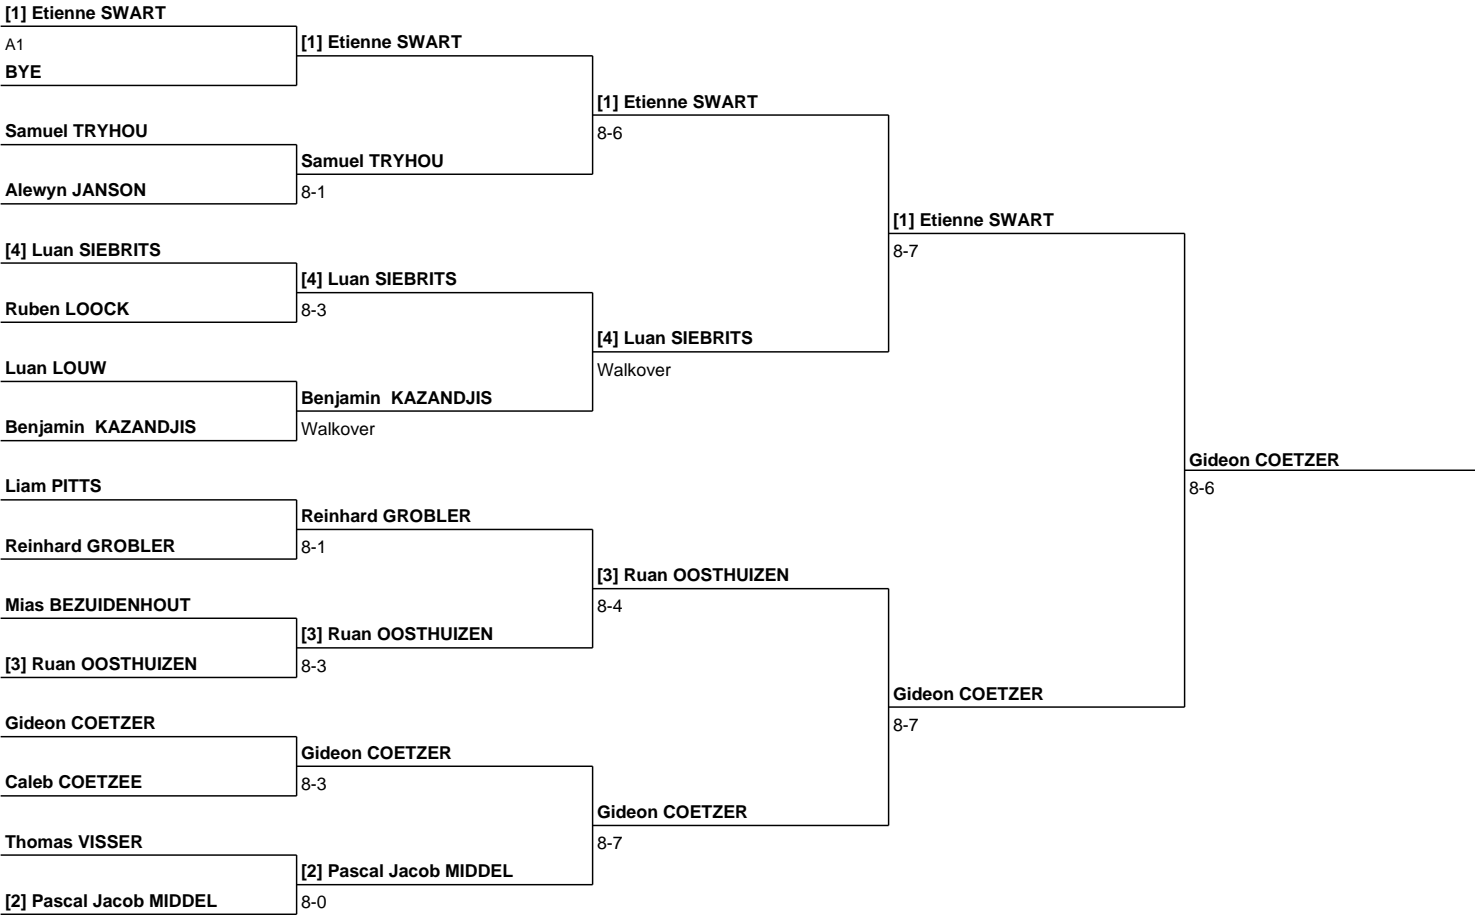 [1] Etienne SWART
A1
BYE
Samuel TRYHOU
Alewyn JANSON
[4] Luan SIEBRITS
Ruben LOOCK
Luan LOUW
Benjamin  KAZANDJIS
Liam PITTS
Reinhard GROBLER
Mias BEZUIDENHOUT
[3] Ruan OOSTHUIZEN
Gideon COETZER
Caleb COETZEE
Thomas VISSER
[2] Pascal Jacob MIDDEL
[1] Etienne SWART
Samuel TRYHOU
8-1
[4] Luan SIEBRITS
8-3
Benjamin  KAZANDJIS
Walkover
Reinhard GROBLER
8-1
[3] Ruan OOSTHUIZEN
8-3
Gideon COETZER
8-3
[2] Pascal Jacob MIDDEL
8-0
[1] Etienne SWART
8-6
[4] Luan SIEBRITS
Walkover
[3] Ruan OOSTHUIZEN
8-4
Gideon COETZER
8-7
[1] Etienne SWART
8-7
Gideon COETZER
8-7
Gideon COETZER
8-6